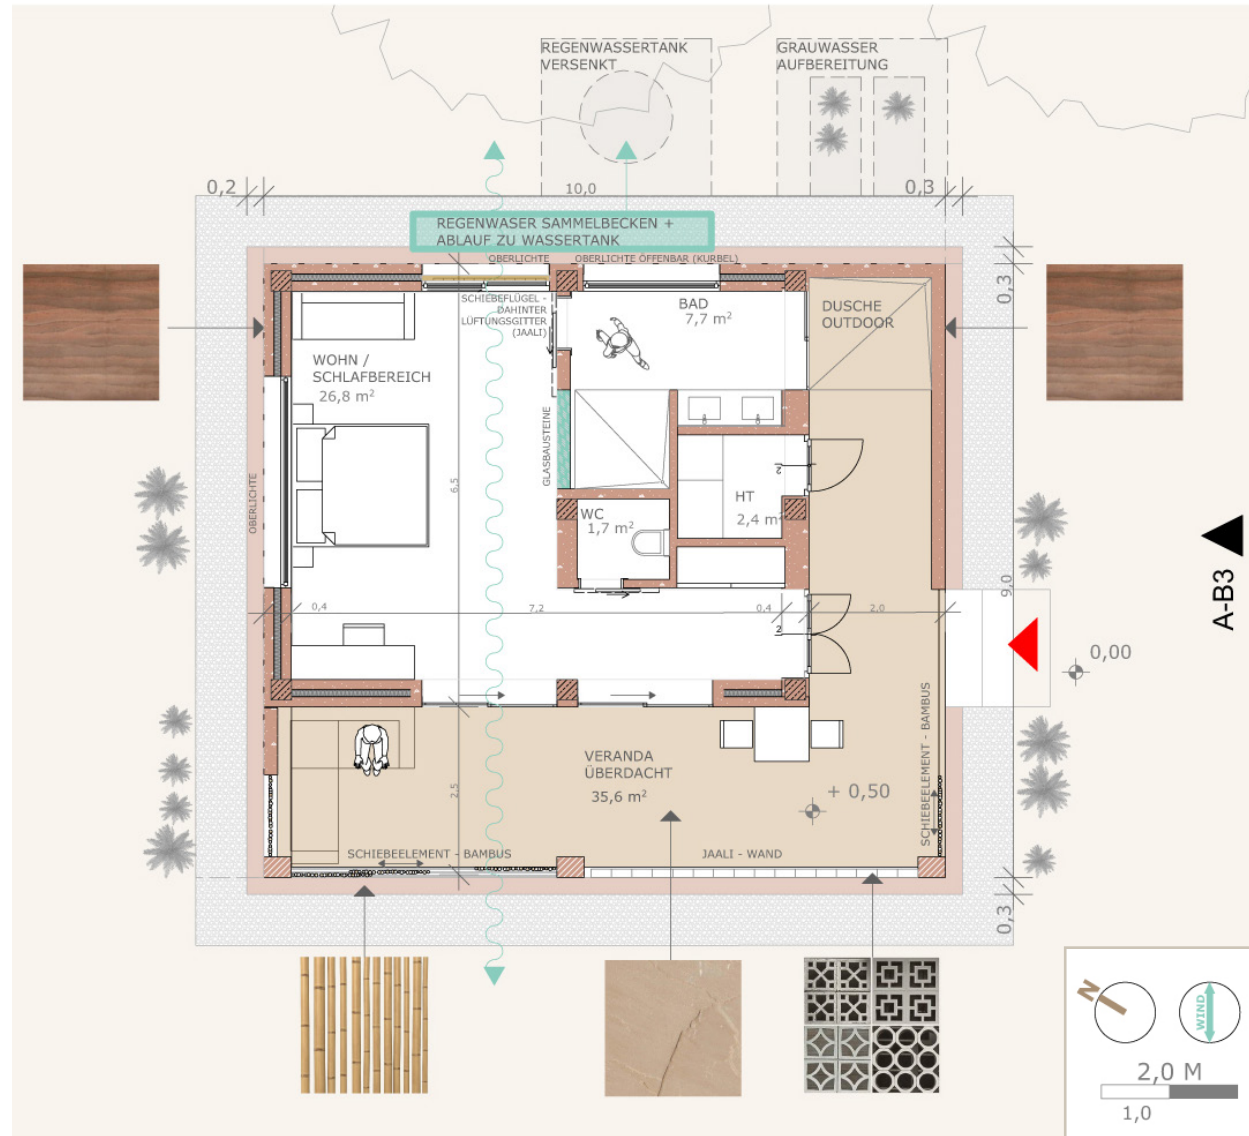 REGENWASSERTANK
VERSENKT
GRAUWASSER
AUFBEREITUNG
0,2
10,0
0,3
REGENWASER SAMMELBECKEN +
ABLAUF ZU WASSERTANK
OBERLICHTE
OBERLICHTE ÖFFENBAR (KURBEL)
0,3
SCHIEBEFLÜGEL -
DAHINTER
LÜFTUNGSGITTER
(JAALI)
BAD
7,7 m²
DUSCHE
OUTDOOR
WOHN /
SCHLAFBEREICH
26,8 m²
GLASBAUSTEINE
OBERLICHTE
6,5
WC
1,7 m²
HT
2,4 m²
2
A-B3
9,0
0,4
7,2
0,4
2,0
2
0,00
SCHIEBEELEMENT - BAMBUS
VERANDA
ÜBERDACHT
35,6 m²
+ 0,50
2,5
SCHIEBEELEMENT - BAMBUS
JAALI - WAND
0,3
N
WIND
2,0 M
1,0